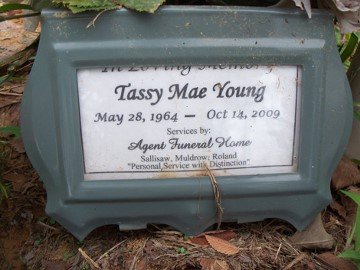 In Loving Memory
Tassy Mae Young
May 28, 1964 — Oct 14, 2009
Services by:
Agent Funeral Home
Sallisaw, Muldrow, Roland
"Personal Service with Distinction"